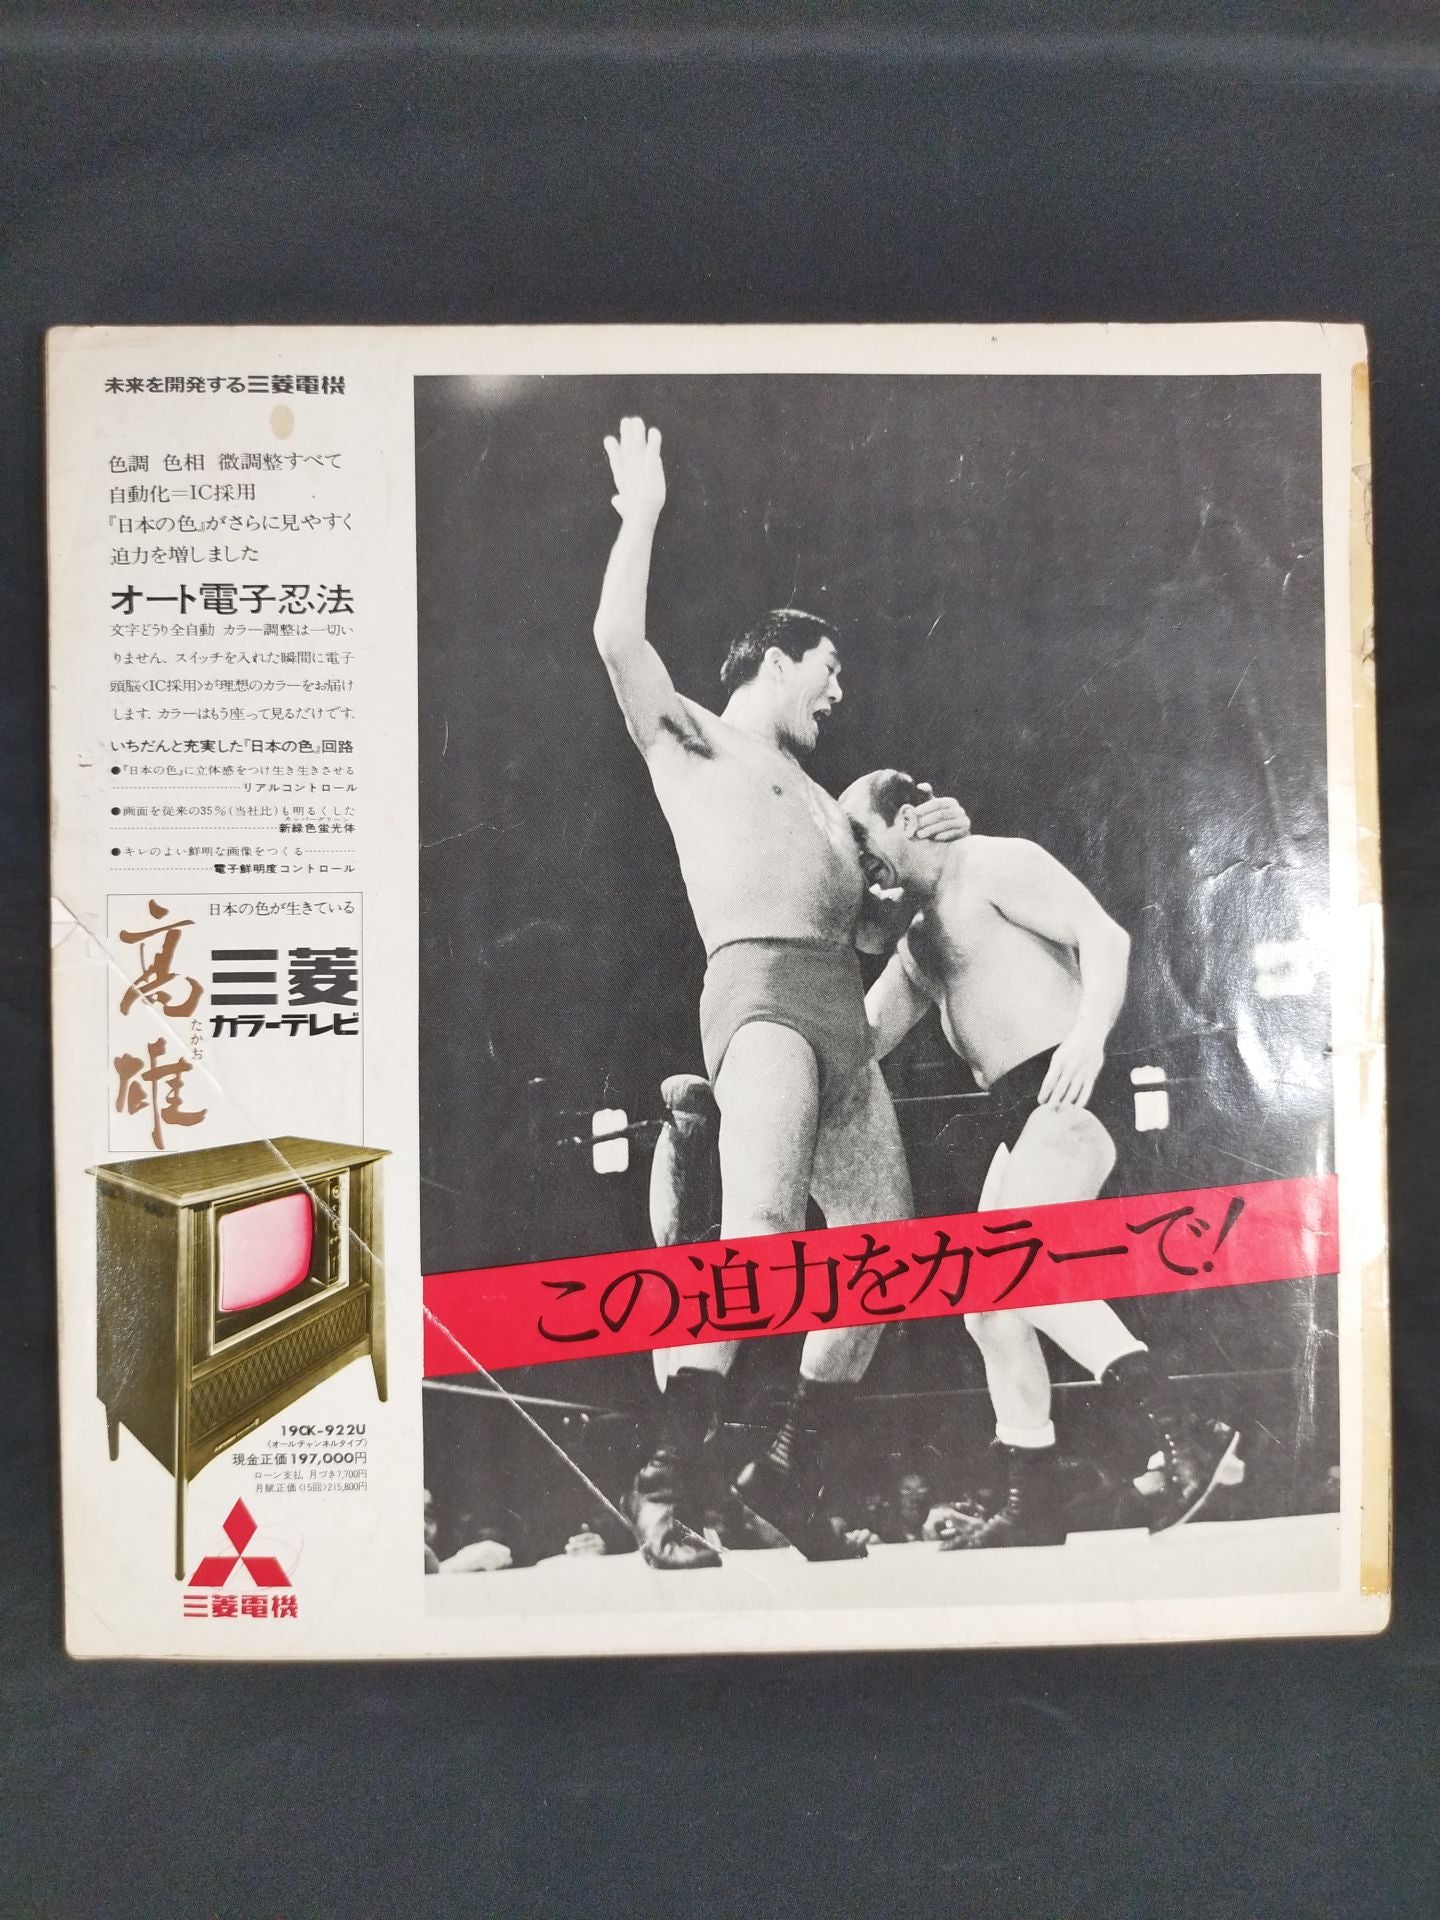 未来を開発する三菱電機
色調 色相 微調整すべて
自動化=IC採用
『日本の色』がさらに見やすく
迫力を増しました
オート電子忍法
文字どうり全自動 カラー調整は一切い
りません。スイッチを入れた瞬間に電子
頭脳〈IC採用〉が理想のカラーをお届け
します。カラーはもう座って見るだけです。
いちだんと充実した『日本の色』回路
●『日本の色』に立体感をつけ生き生きさせる
リアルコントロール
●画面を従来の35%(当社比)も明るくした
カッパーグリーン
新緑色蛍光体
●キレのよい鮮明な画像をつくる
電子鮮明度コントロール
日本の色が生きている
高雄
たかお
三菱
カラーテレビ
19CK-922U
〈オールチャンネルタイプ〉
現金正価197,000円
ローン支払 月づき7,700円
月賦正価〈15回〉215,800円
三菱電機
この迫力をカラーで!